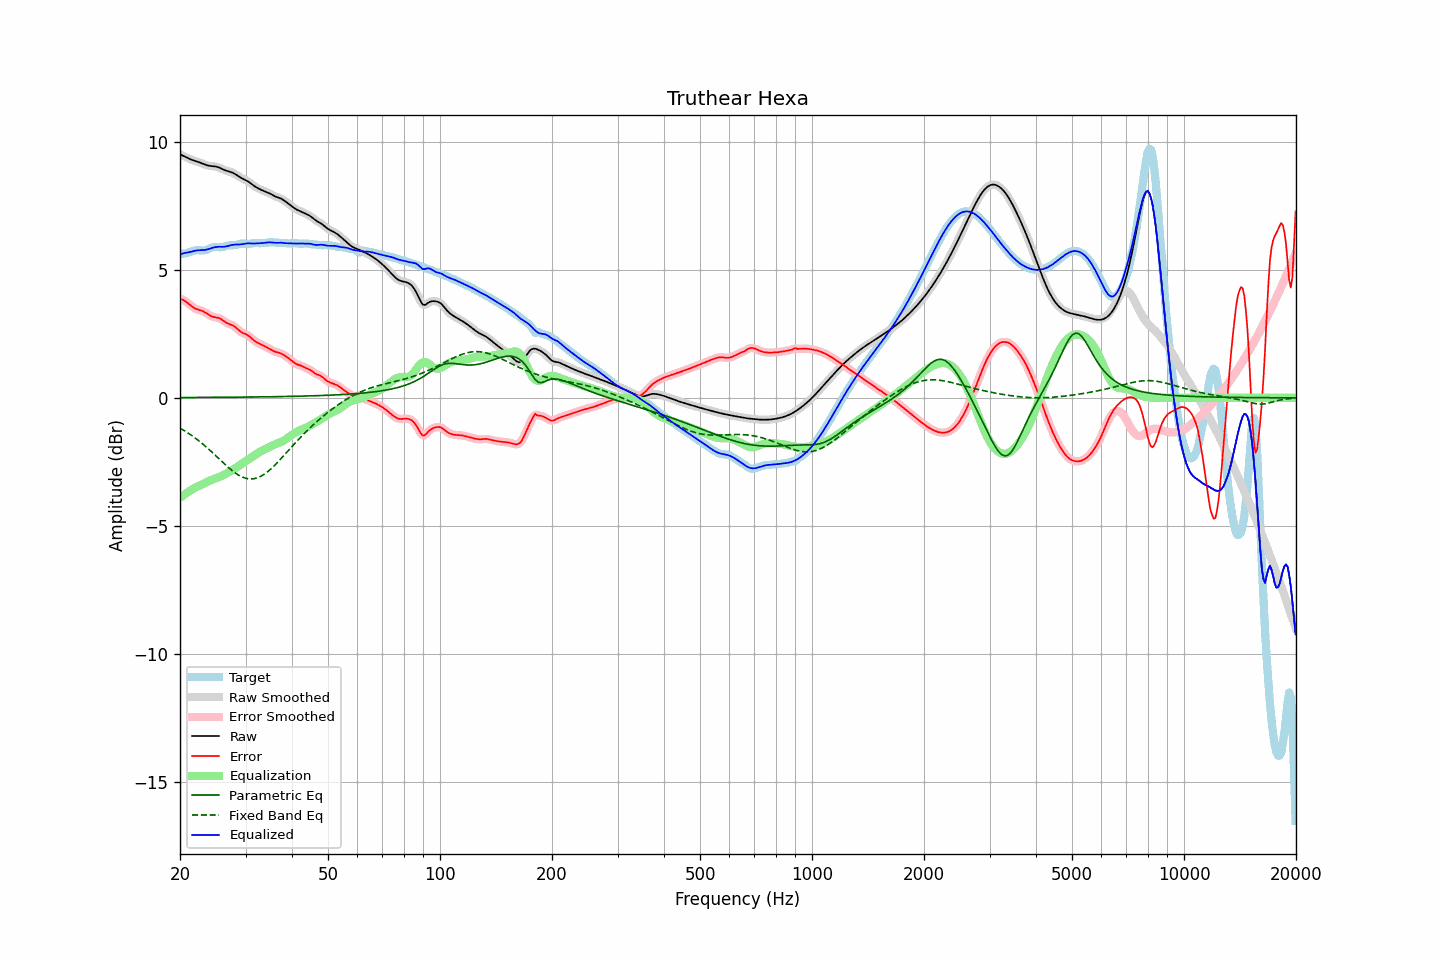 Truthear Hexa
10
5
0
−5
−10
−15
Amplitude (dBr)
Target
Raw Smoothed
Error Smoothed
Raw
Error
Equalization
Parametric Eq
Fixed Band Eq
Equalized
20 50 100 200 500 1000 2000 5000 10000 20000
Frequency (Hz)